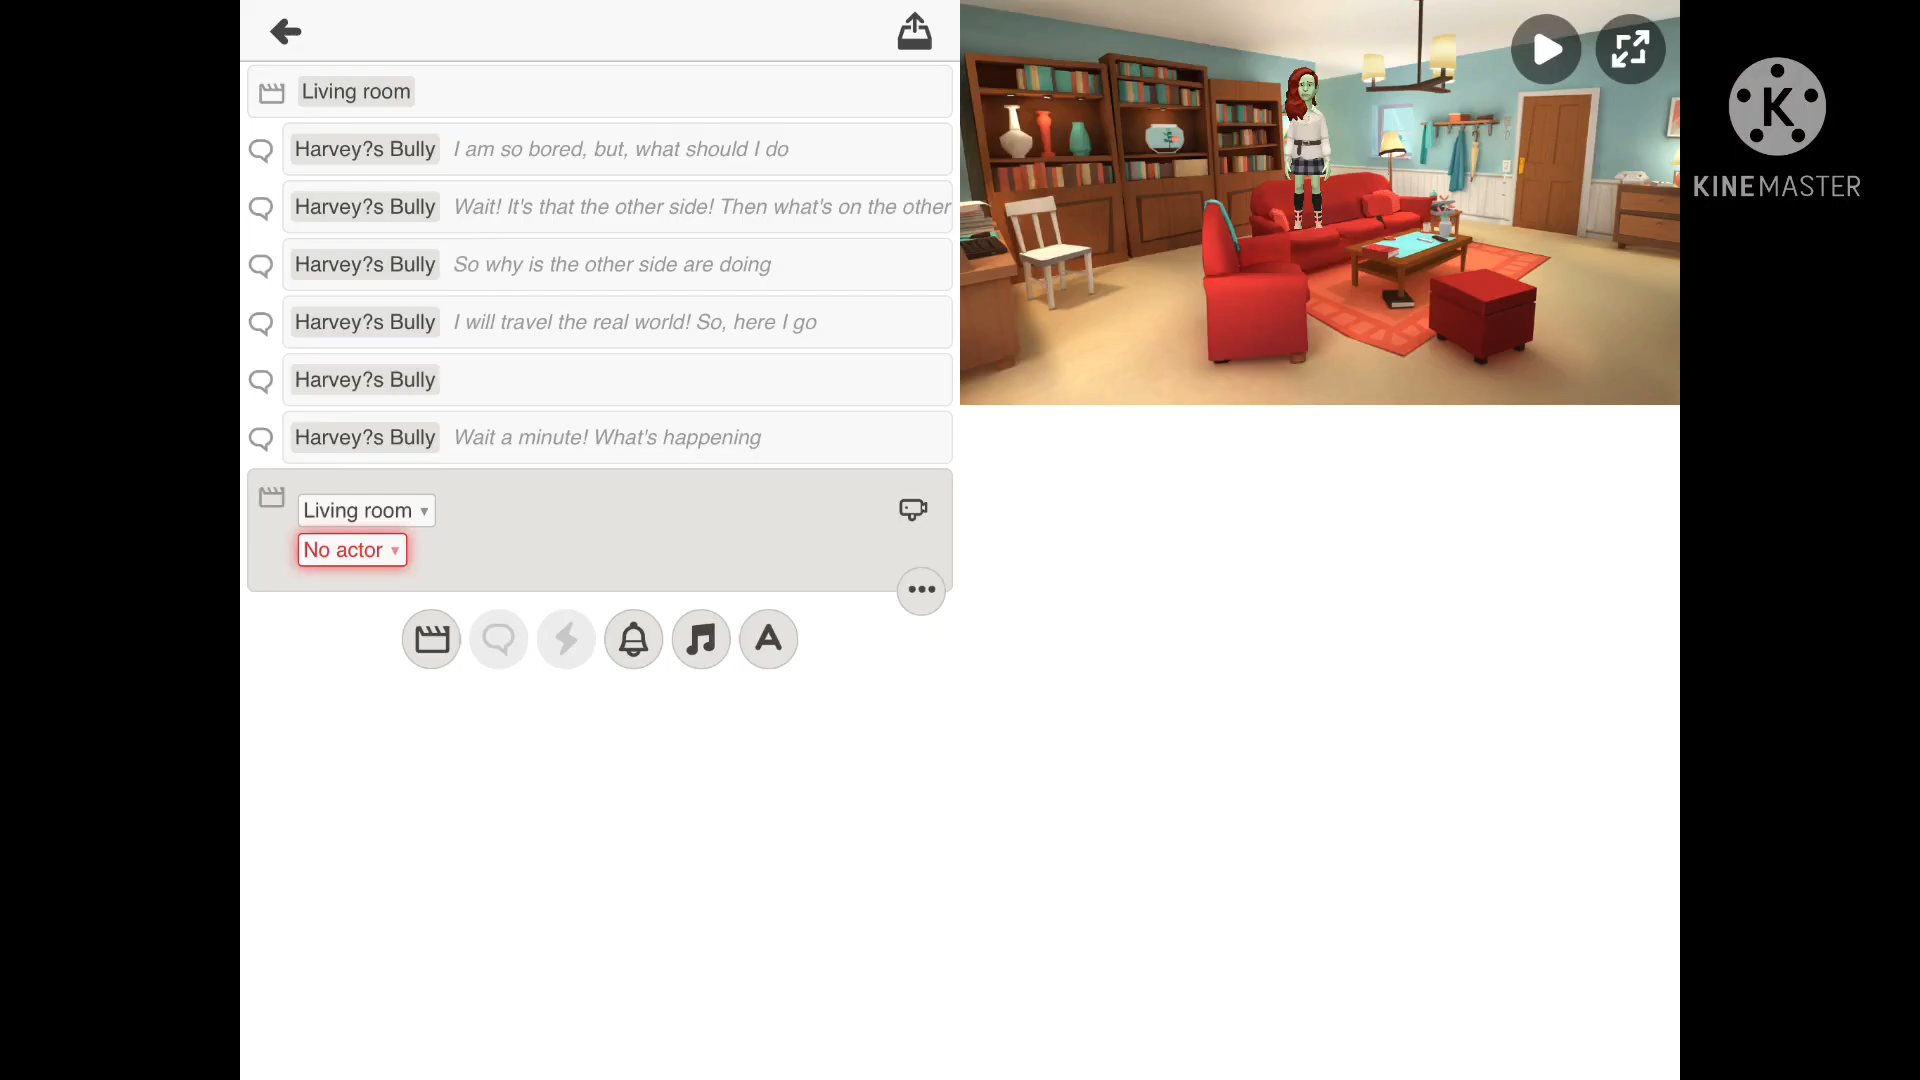 Living room
Harvey?s Bully I am so bored, but, what should I do
Harvey?s Bully Wait! It's that the other side! Then what's on the other
Harvey?s Bully So why is the other side are doing
Harvey?s Bully I will travel the real world! So, here I go
Harvey?s Bully
Harvey?s Bully Wait a minute! What's happening
Living room
No actor
K
KINEMASTER